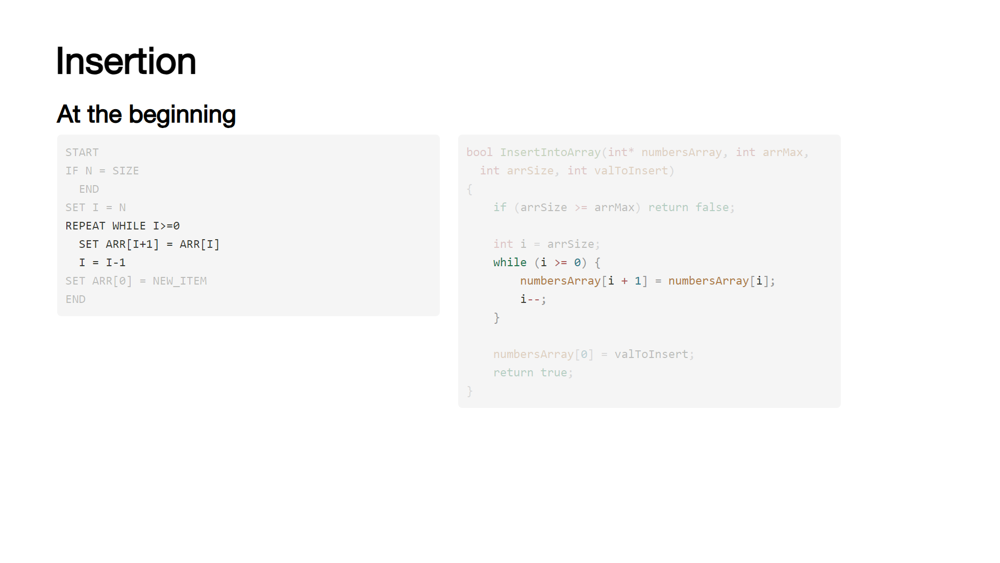 Insertion
At the beginning
START
IF N = SIZE
  END
SET I = N
REPEAT WHILE I>=0
  SET ARR[I+1] = ARR[I]
  I = I-1
SET ARR[0] = NEW_ITEM
END
bool InsertIntoArray(int* numbersArray, int arrMax,
  int arrSize, int valToInsert)
{
    if (arrSize >= arrMax) return false;
    int i = arrSize;
    while (i >= 0) {
        numbersArray[i + 1] = numbersArray[i];
        i--;
    }
    numbersArray[0] = valToInsert;
    return true;
}